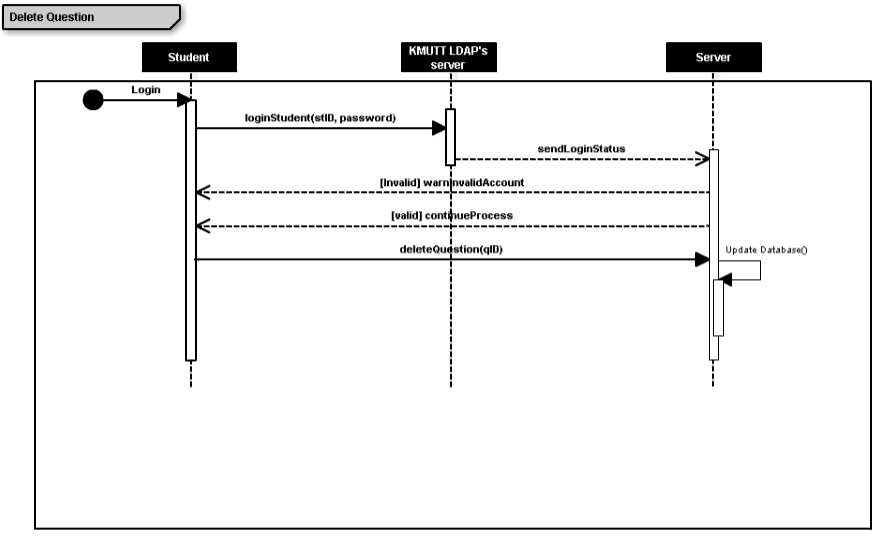 Delete Question
Student
KMUTT LDAP's
server
Server
Login
loginStudent(stID, password)
sendLoginStatus
[Invalid] warnInvalidAccount
[valid] continueProcess
deleteQuestion(qID)
Update Database()